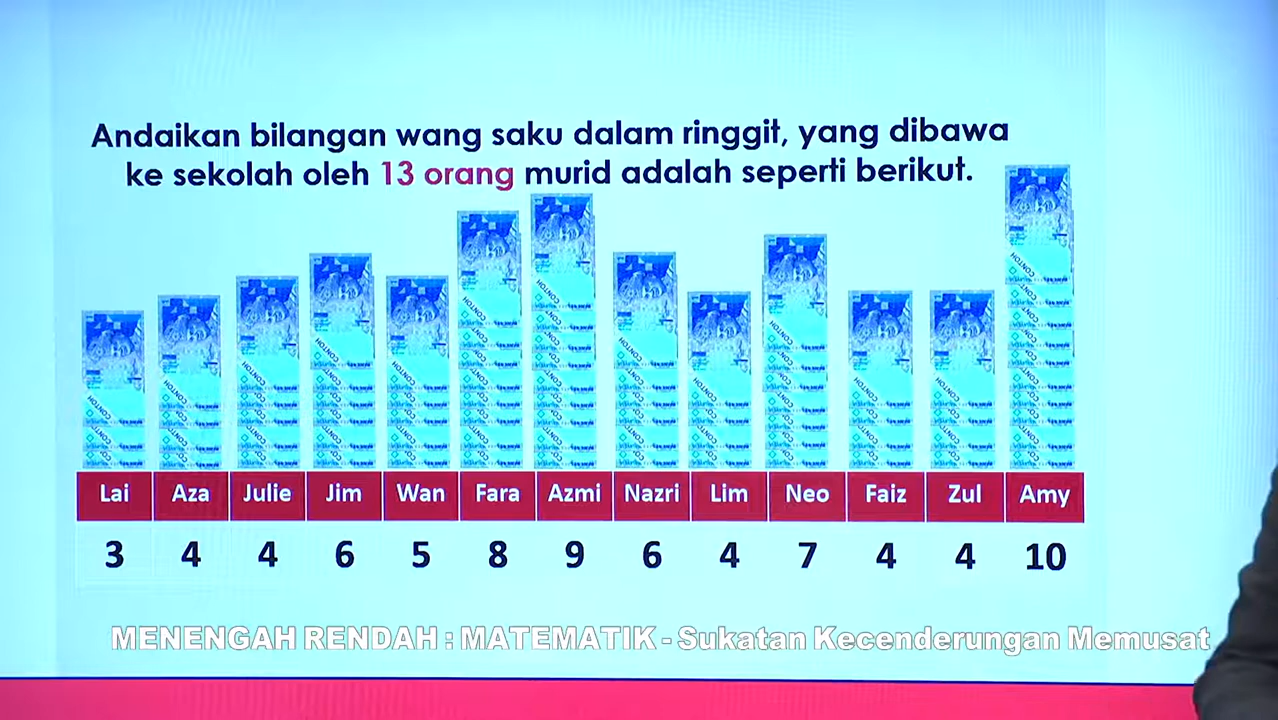 Andaikan bilangan wang saku dalam ringgit, yang dibawa
ke sekolah oleh 13 orang murid adalah seperti berikut.
Lai Aza Julie Jim Wan Fara Azmi Nazri Lim Neo Faiz Zul Amy
3 4 4 6 5 8 9 6 4 7 4 4 10
MENENGAH RENDAH : MATEMATIK - Sukatan Kecenderungan Memusat